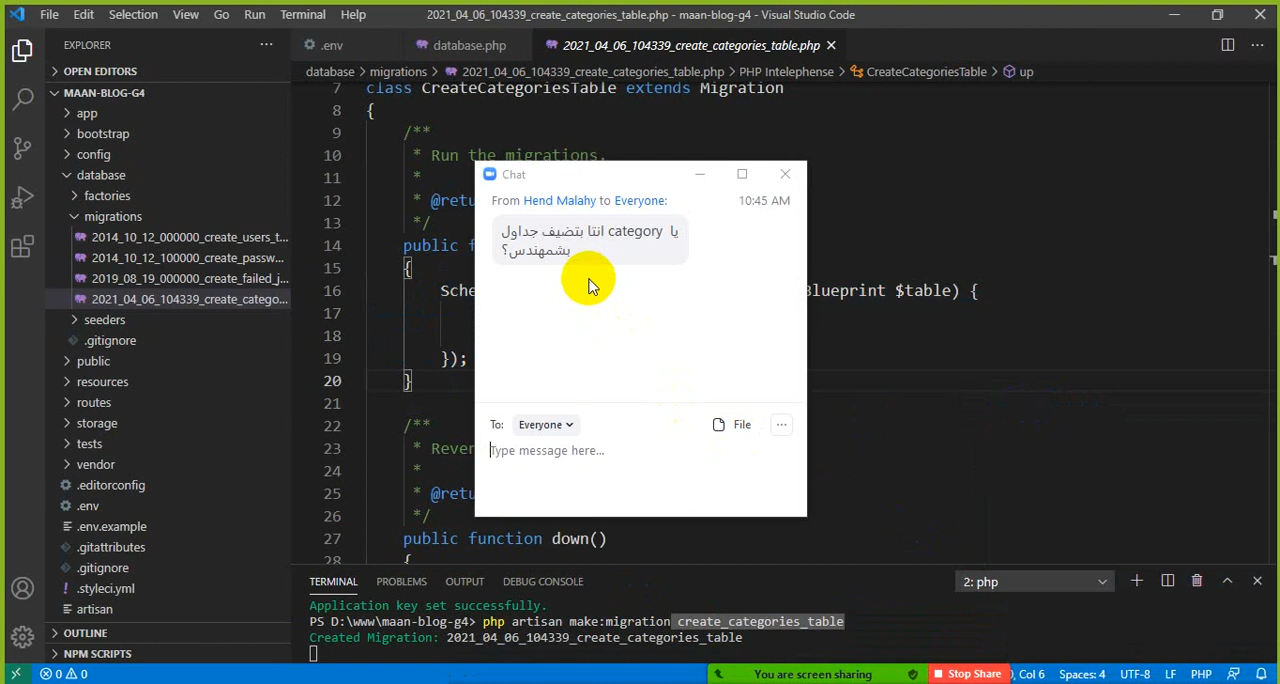 File Edit Selection View Go Run Terminal Help
2021_04_06_104339_create_categories_table.php - maan-blog-g4 - Visual Studio Code
EXPLORER
OPEN EDITORS
MAAN-BLOG-G4
app
bootstrap
config
database
factories
migrations
2014_10_12_000000_create_users_t...
2014_10_12_100000_create_passw...
2019_08_19_000000_create_failed_j...
2021_04_06_104339_create_catego...
seeders
.gitignore
public
resources
routes
storage
tests
vendor
.editorconfig
.env
.env.example
.gitattributes
.gitignore
.styleci.yml
artisan
OUTLINE
NPM SCRIPTS
.env
database.php
2021_04_06_104339_create_categories_table.php
database > migrations > 2021_04_06_104339_create_categories_table.php > PHP Intelephense > CreateCategoriesTable > up
7 class CreateCategoriesTable extends Migration
8 {
9 /**
10 * Run the migrations.
11 *
12 * @retu
13 */
14 public f
15 {
16 Sche Blueprint $table) {
17
18
19 });
20 }
21
22 /**
23 * Rever
24 *
25 * @retu
26 */
27 public function down()
28 {
Chat
From Hend Malahy to Everyone: 10:45 AM
يا category انتا بتضيف جداول
بشمهندس؟
To: Everyone File ...
Type message here...
TERMINAL PROBLEMS OUTPUT DEBUG CONSOLE
2: php
Application key set successfully.
PS D:\www\maan-blog-g4> php artisan make:migration create_categories_table
Created Migration: 2021_04_06_104339_create_categories_table
0 0
You are screen sharing
Stop Share
, Col 6 Spaces: 4 UTF-8 LF PHP